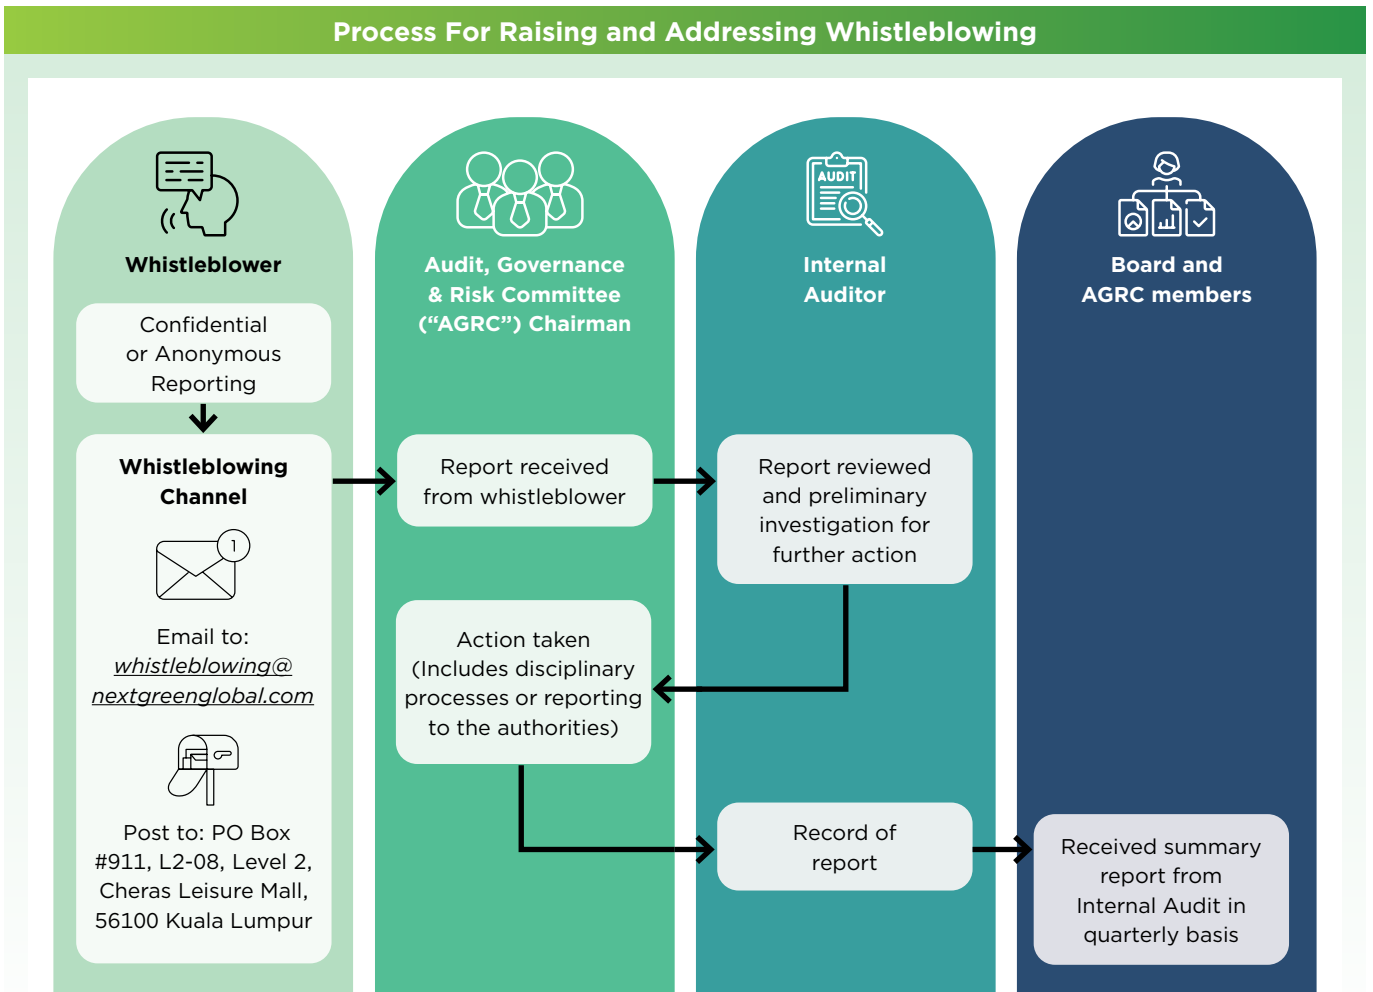 Process For Raising and Addressing Whistleblowing
Whistleblower
Confidential
or Anonymous
Reporting
Whistleblowing
Channel
1
Email to:
whistleblowing@
nextgreenglobal.com
Post to: PO Box
#911, L2-08, Level 2,
Cheras Leisure Mall,
56100 Kuala Lumpur
Audit, Governance
& Risk Committee
(“AGRC”) Chairman
Report received
from whistleblower
Action taken
(Includes disciplinary
processes or reporting
to the authorities)
AUDIT
Internal
Auditor
Report reviewed
and preliminary
investigation for
further action
Record of
report
Board and
AGRC members
Received summary
report from
Internal Audit in
quarterly basis